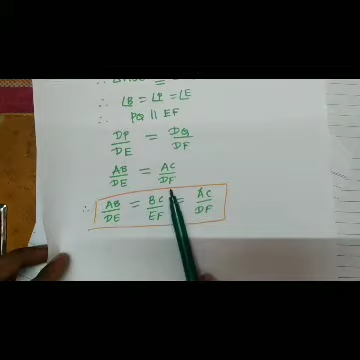 ∴ ∠B = ∠P = ∠E
∴ PQ || EF
DP/DE = DQ/DF
AB/DE = AC/DF
∴ AB/DE = BC/EF = AC/DF